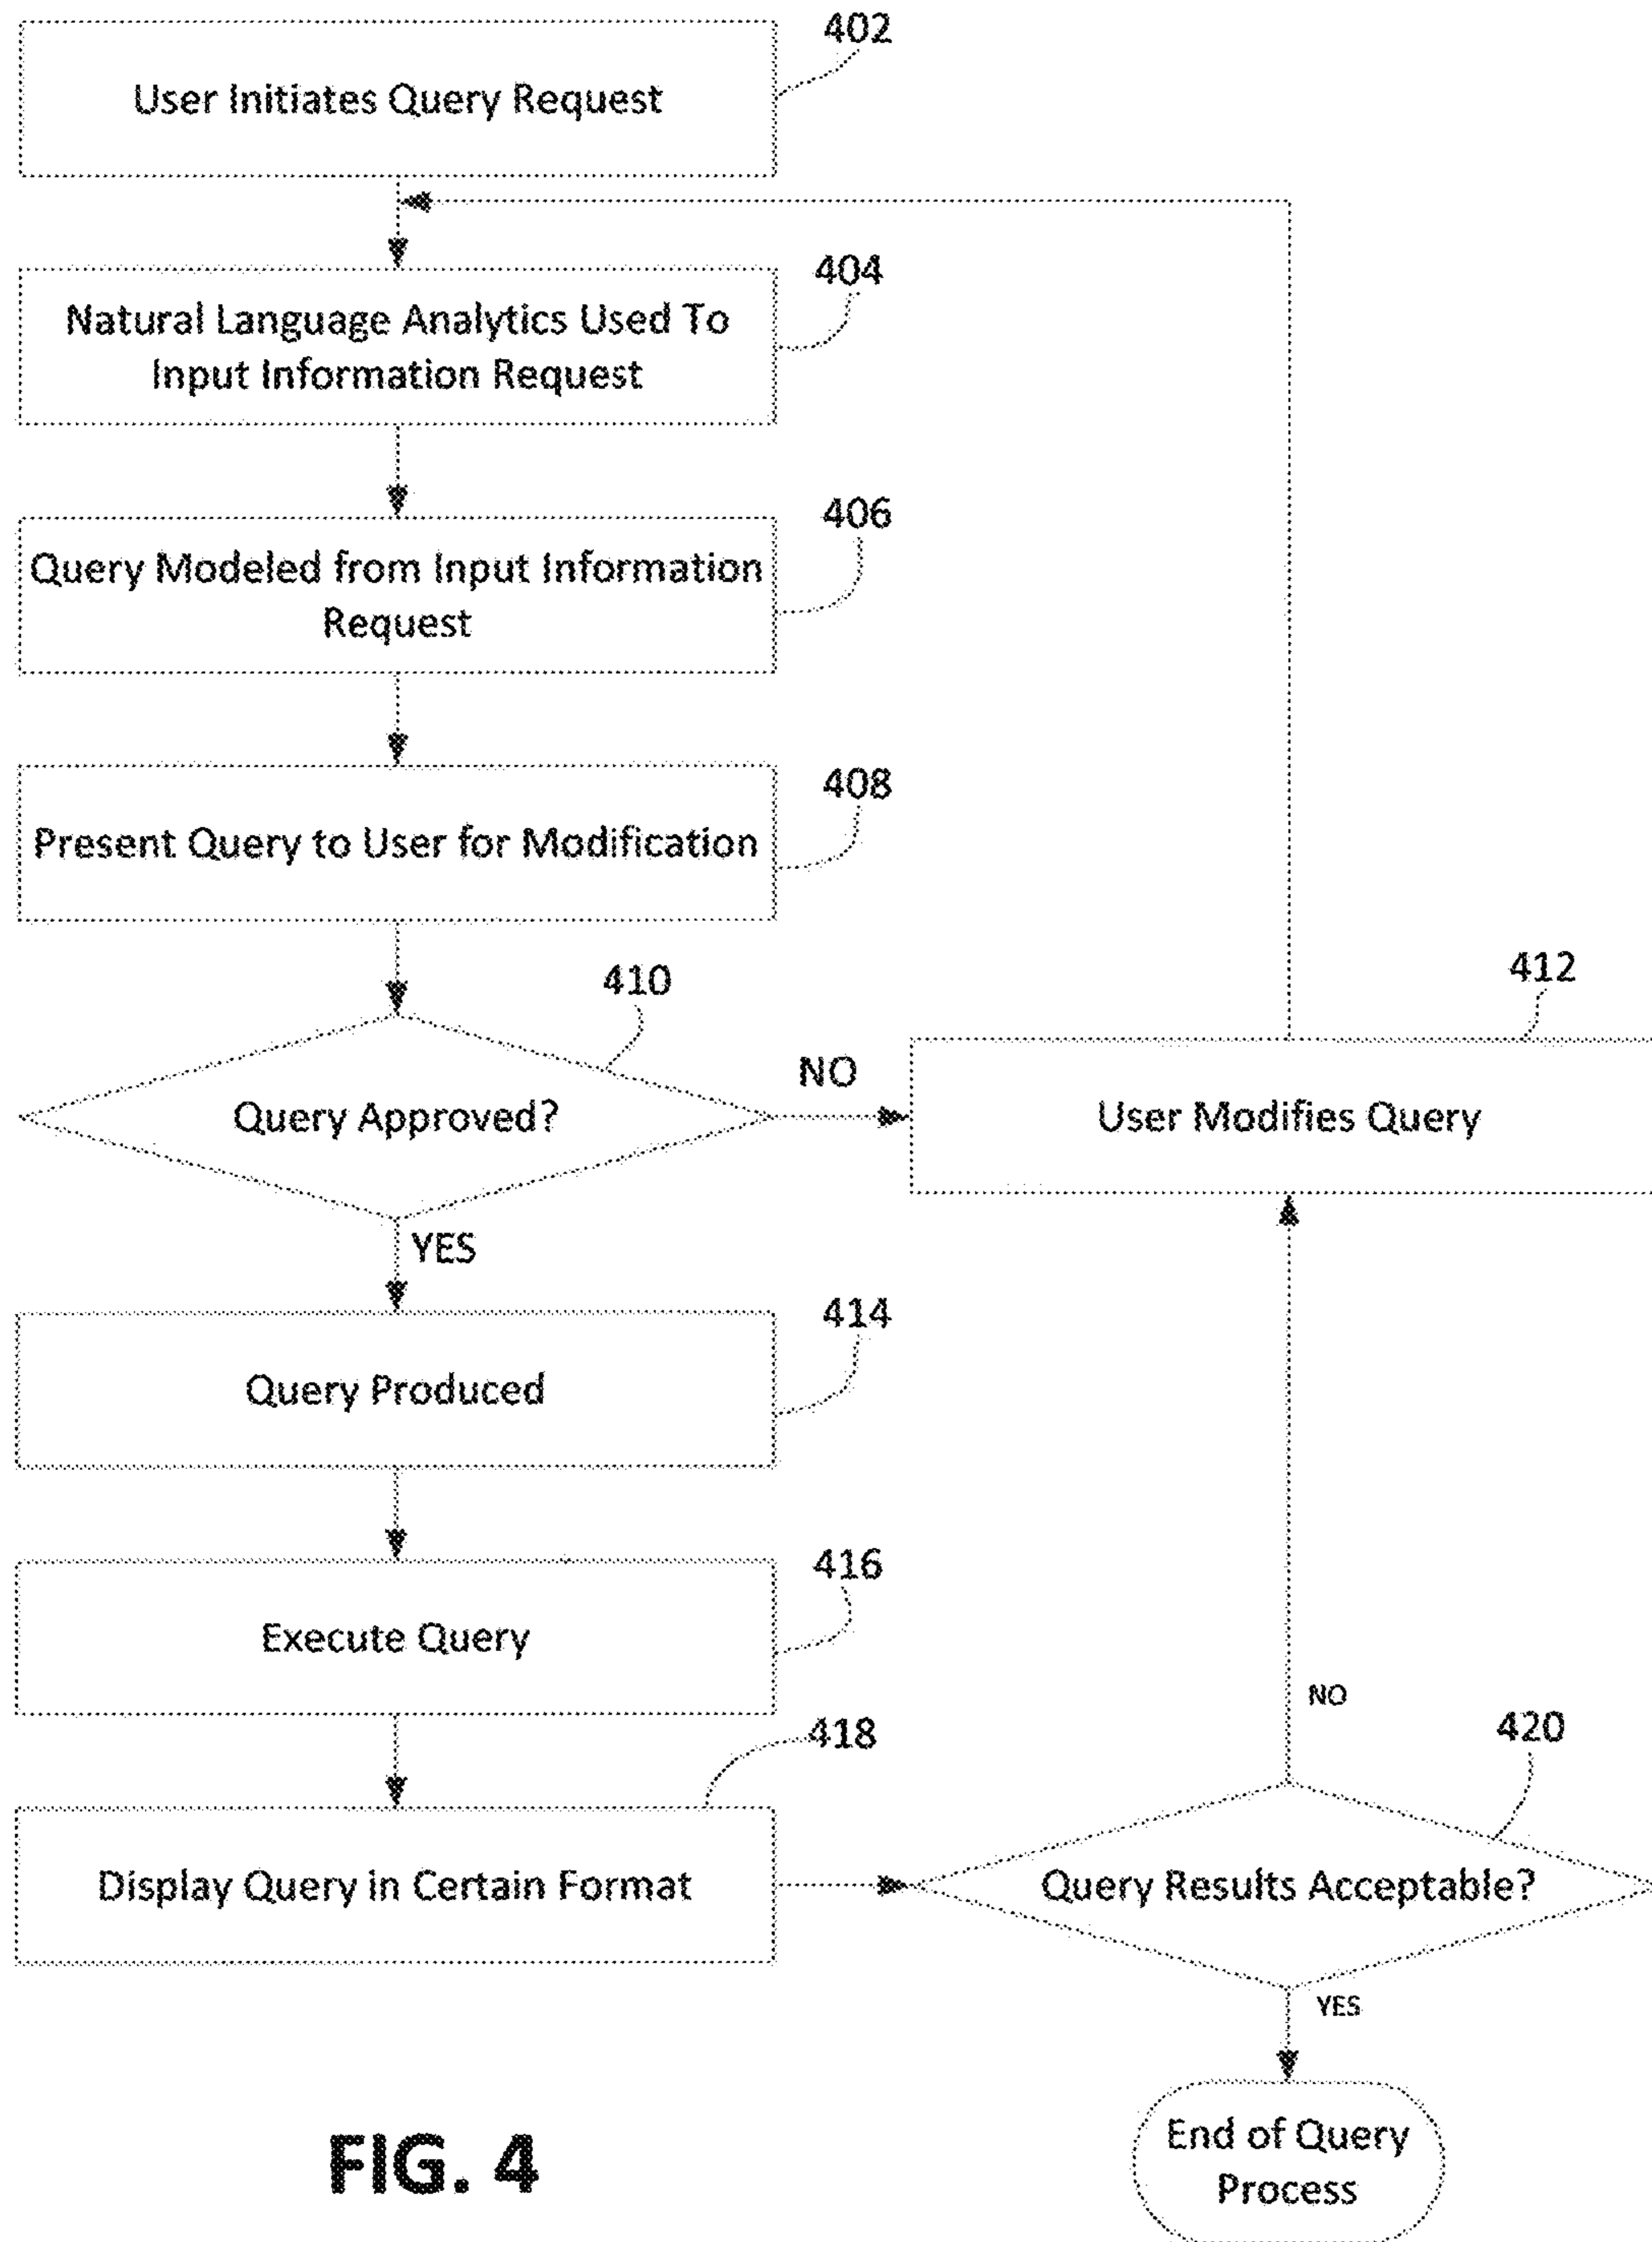 402
User Initiates Query Request
404
Natural Language Analytics Used To
Input Information Request
406
Query Modeled from Input Information
Request
408
Present Query to User for Modification
410
Query Approved?
NO
412
User Modifies Query
YES
414
Query Produced
416
Execute Query
418
Display Query in Certain Format
NO
420
Query Results Acceptable?
YES
End of Query
Process
FIG. 4